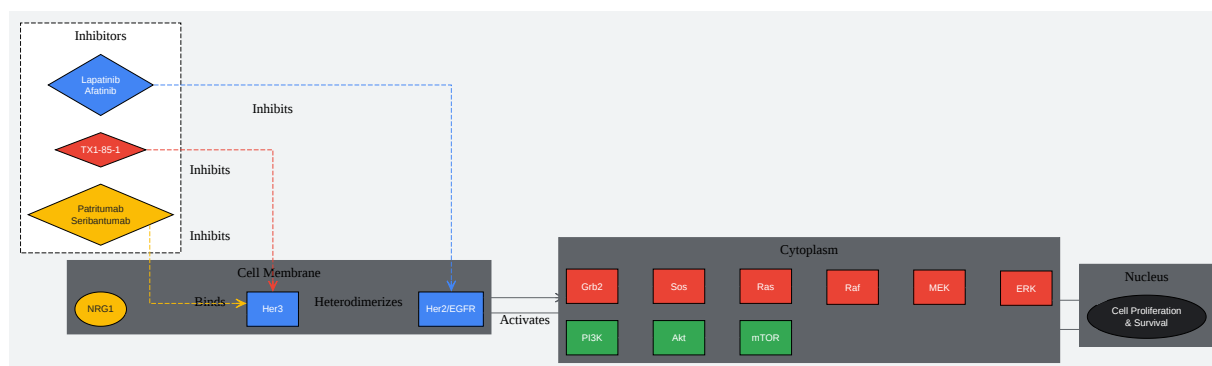 Inhibitors
Lapatinib
Afatinib
Inhibits
TX1-85-1
Inhibits
Patritumab
Seribantumab
Inhibits
Cell Membrane
NRG1
Binds
Her3
Heterodimerizes
Her2/EGFR
Activates
Cytoplasm
Grb2
Sos
Ras
Raf
MEK
ERK
PI3K
Akt
mTOR
Nucleus
Cell Proliferation
& Survival